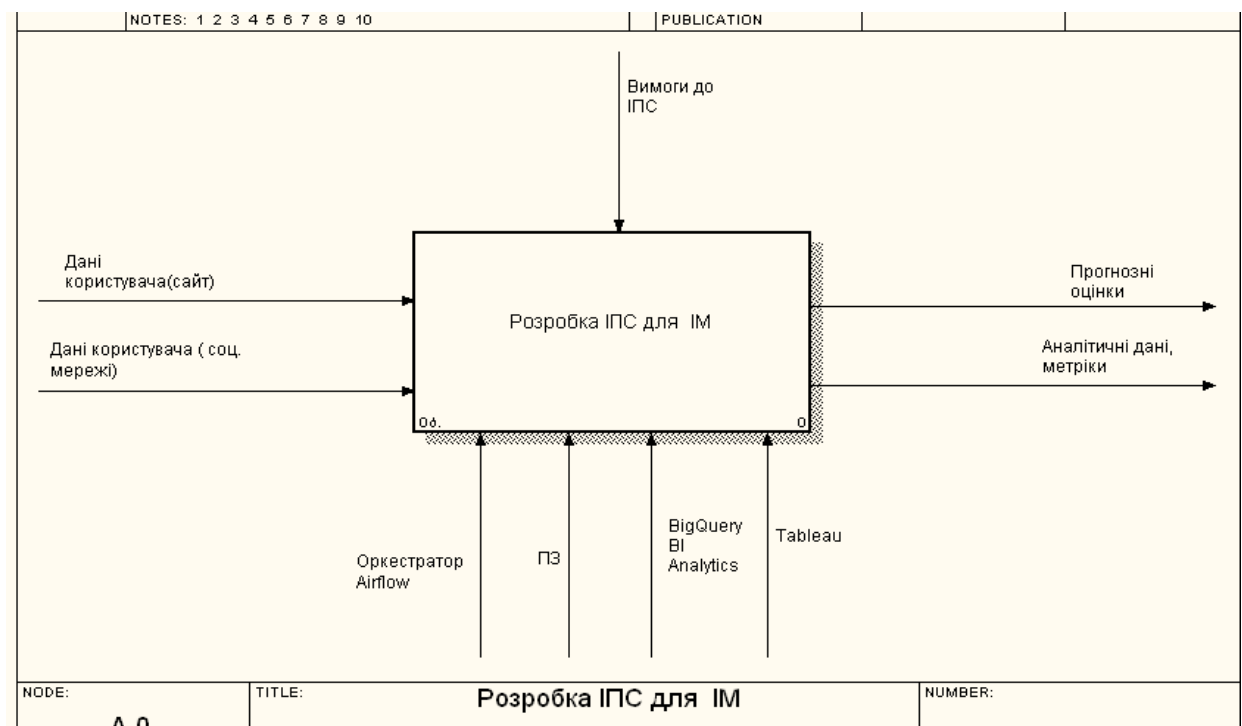 NOTES: 1 2 3 4 5 6 7 8 9 10
PUBLICATION
Вимоги до
ІПС
Дані
користувача(сайт)
Дані користувача ( соц.
мережі)
Розробка ІПС для ІМ
0д.
0
Прогнозні
оцінки
Аналітичні дані,
метріки
Оркестратор
Airflow
ПЗ
BigQuery
BI
Analytics
Tableau
NODE:
A-0
TITLE:
Розробка ІПС для ІМ
NUMBER: